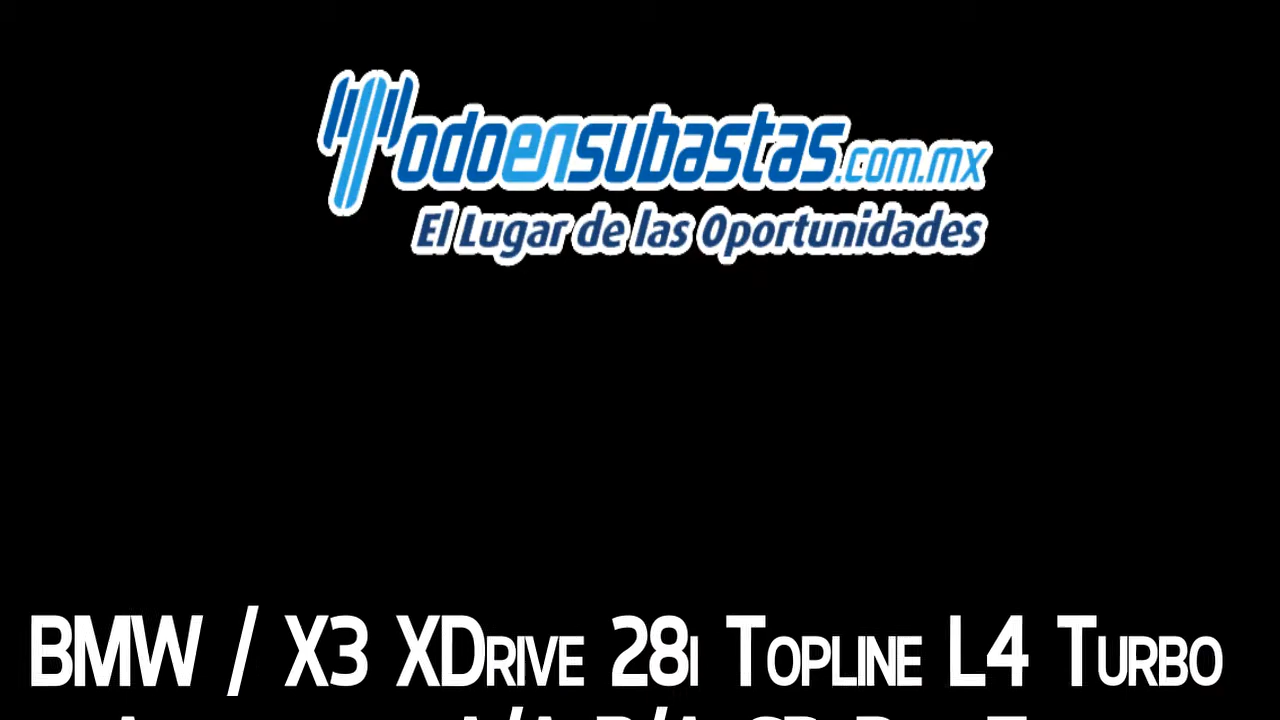 Todoensubastas.com.mx
El Lugar de las Oportunidades
BMW / X3 XDrive 28i Topline L4 Turbo